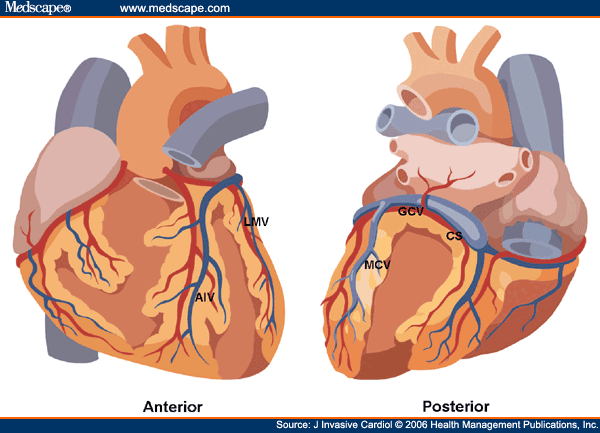 Medscape® www.medscape.com
LMV
AIV
GCV
CS
MCV
Anterior
Posterior
Source: J Invasive Cardiol © 2006 Health Management Publications, Inc.